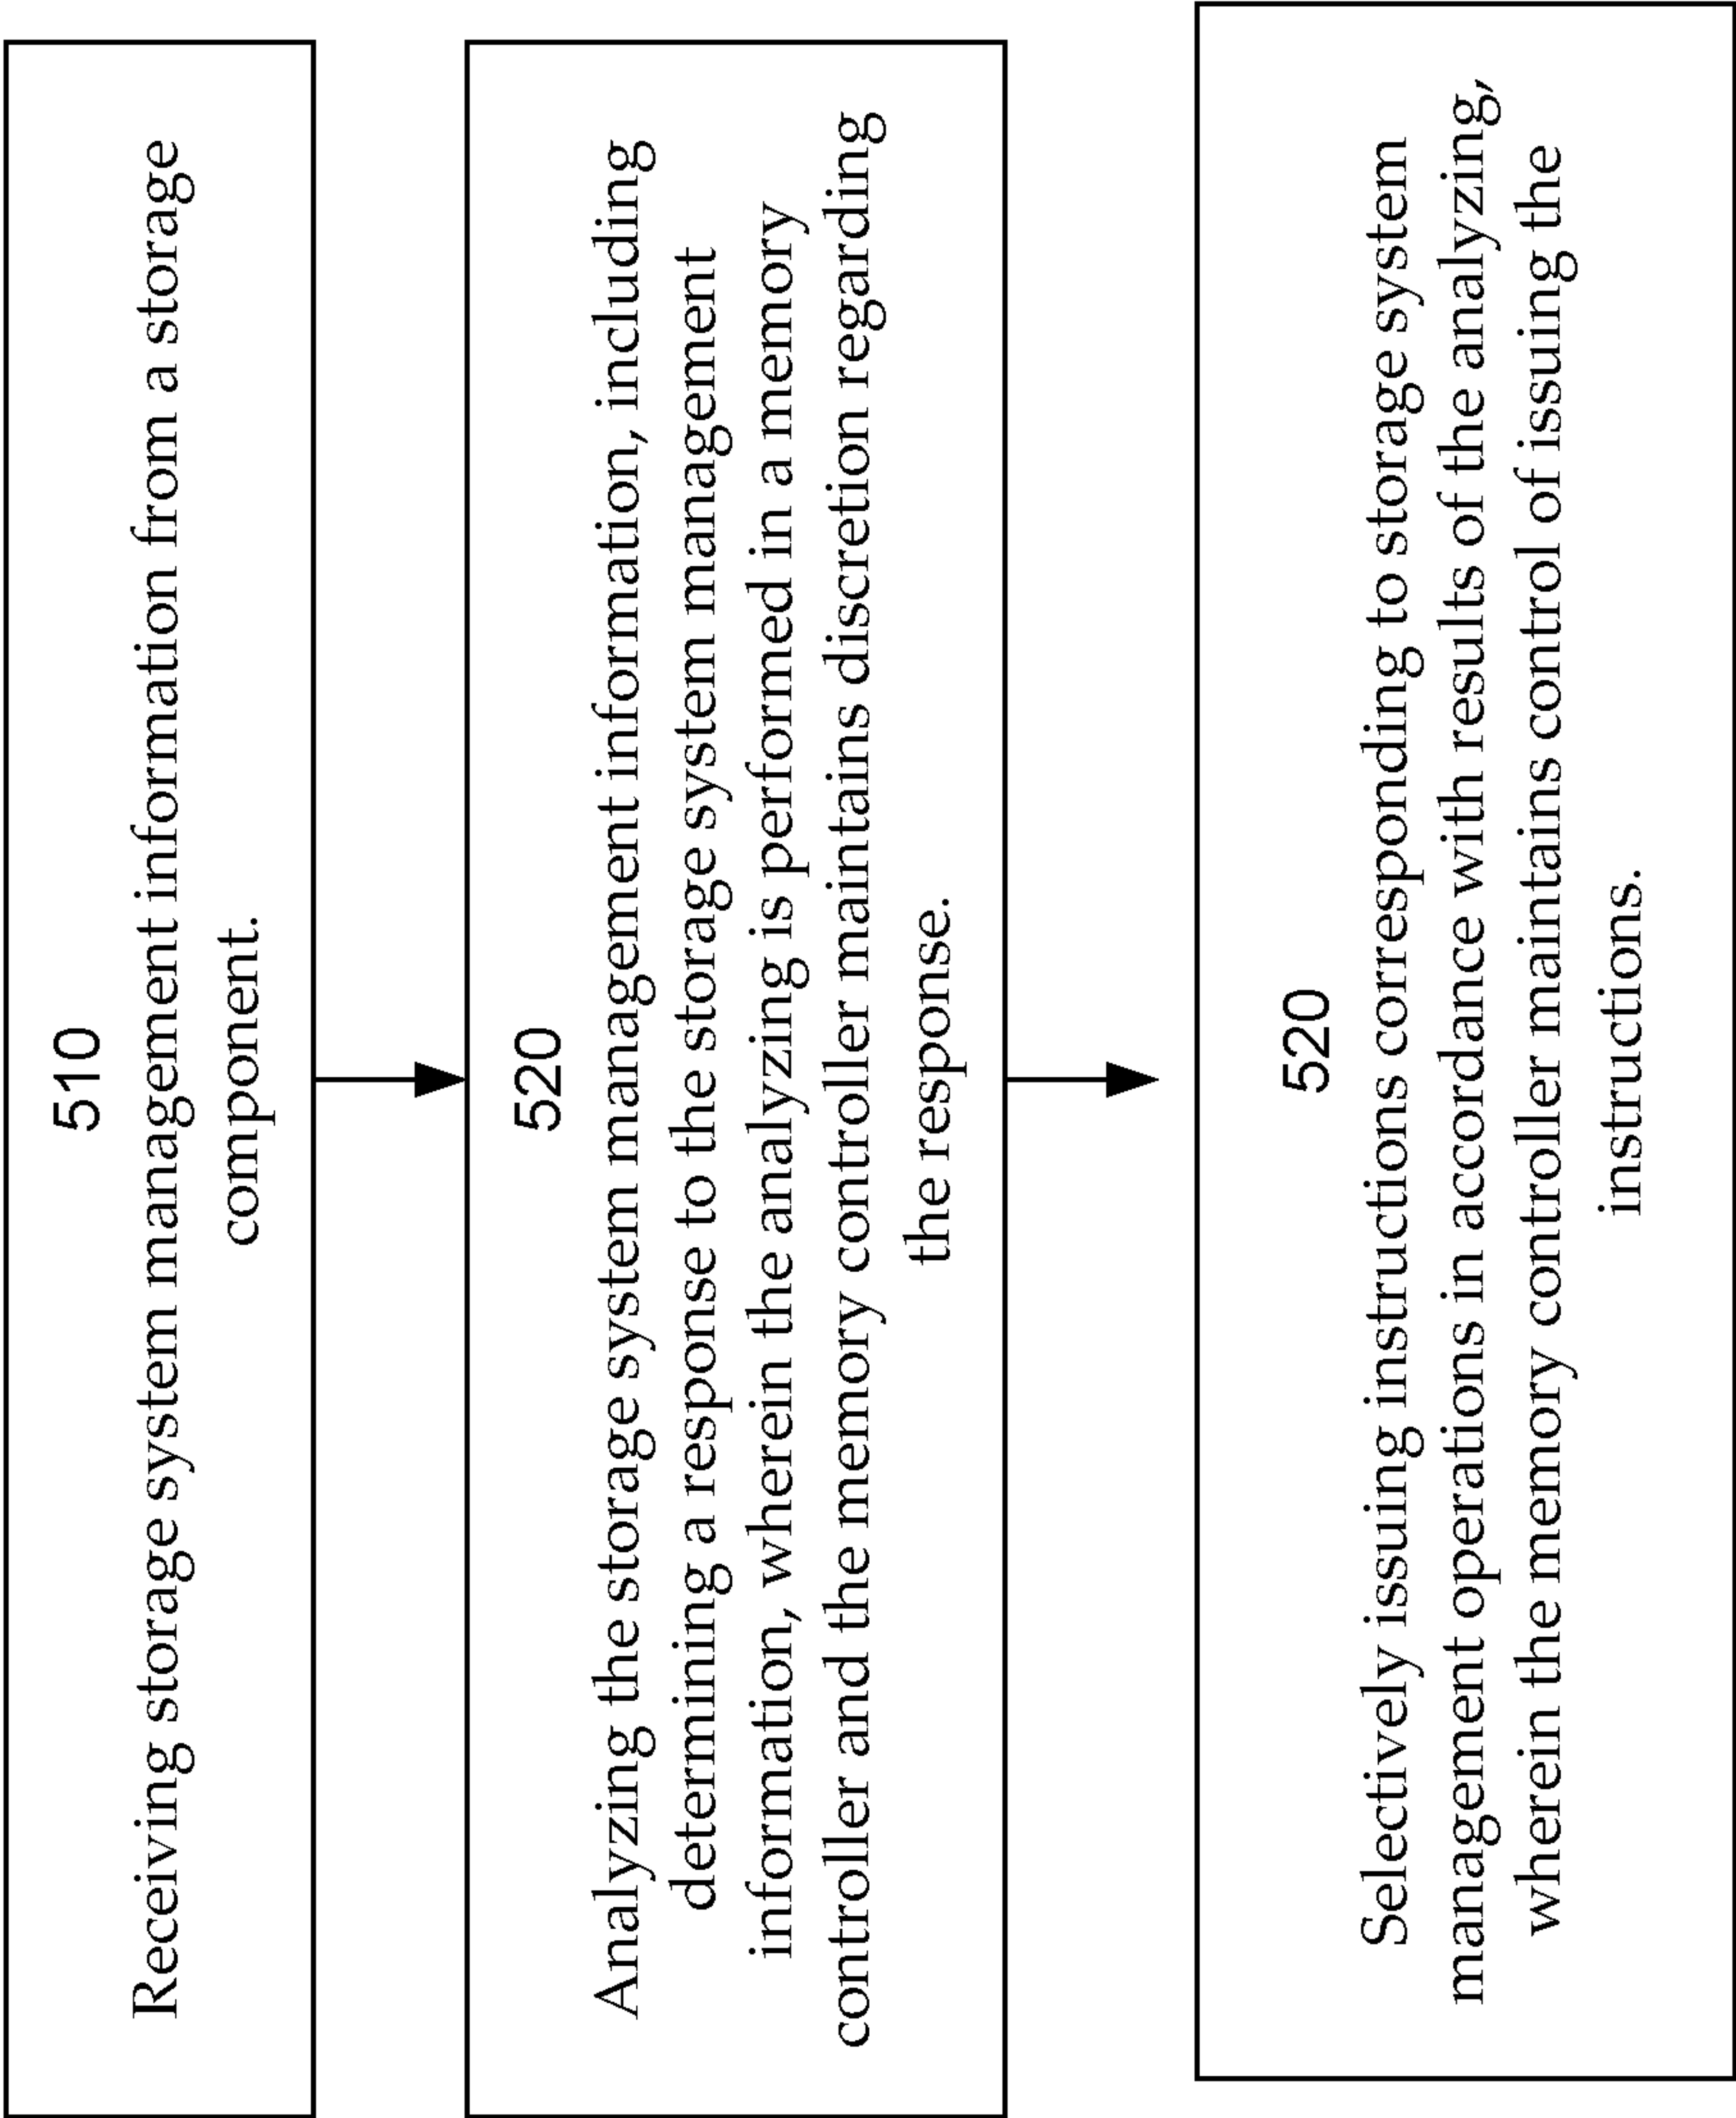 510
Receiving storage system management information from a storage
component.
520
Analyzing the storage system management information, including
determining a response to the storage system management
information, wherein the analyzing is performed in a memory
controller and the memory controller maintains discretion regarding
the response.
520
Selectively issuing instructions corresponding to storage system
management operations in accordance with results of the analyzing,
wherein the memory controller maintains control of issuing the
instructions.